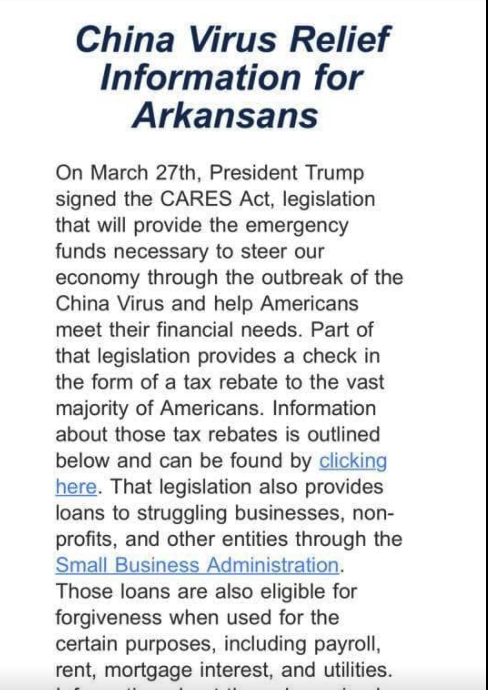 China Virus Relief
Information for
Arkansans
On March 27th, President Trump
signed the CARES Act, legislation
that will provide the emergency
funds necessary to steer our
economy through the outbreak of the
China Virus and help Americans
meet their financial needs. Part of
that legislation provides a check in
the form of a tax rebate to the vast
majority of Americans. Information
about those tax rebates is outlined
below and can be found by clicking
here. That legislation also provides
loans to struggling businesses, non-
profits, and other entities through the
Small Business Administration.
Those loans are also eligible for
forgiveness when used for the
certain purposes, including payroll,
rent, mortgage interest, and utilities.